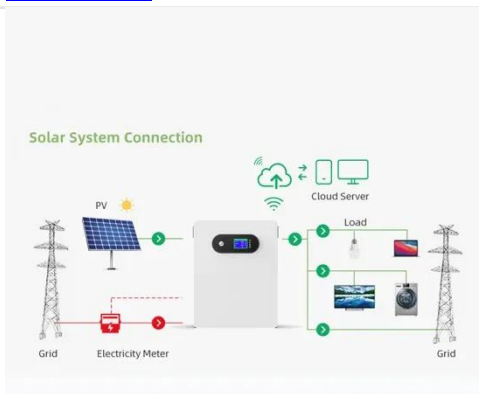 Solar System Connection
Cloud Server
PV
Load
Grid
Electricity Meter
Grid